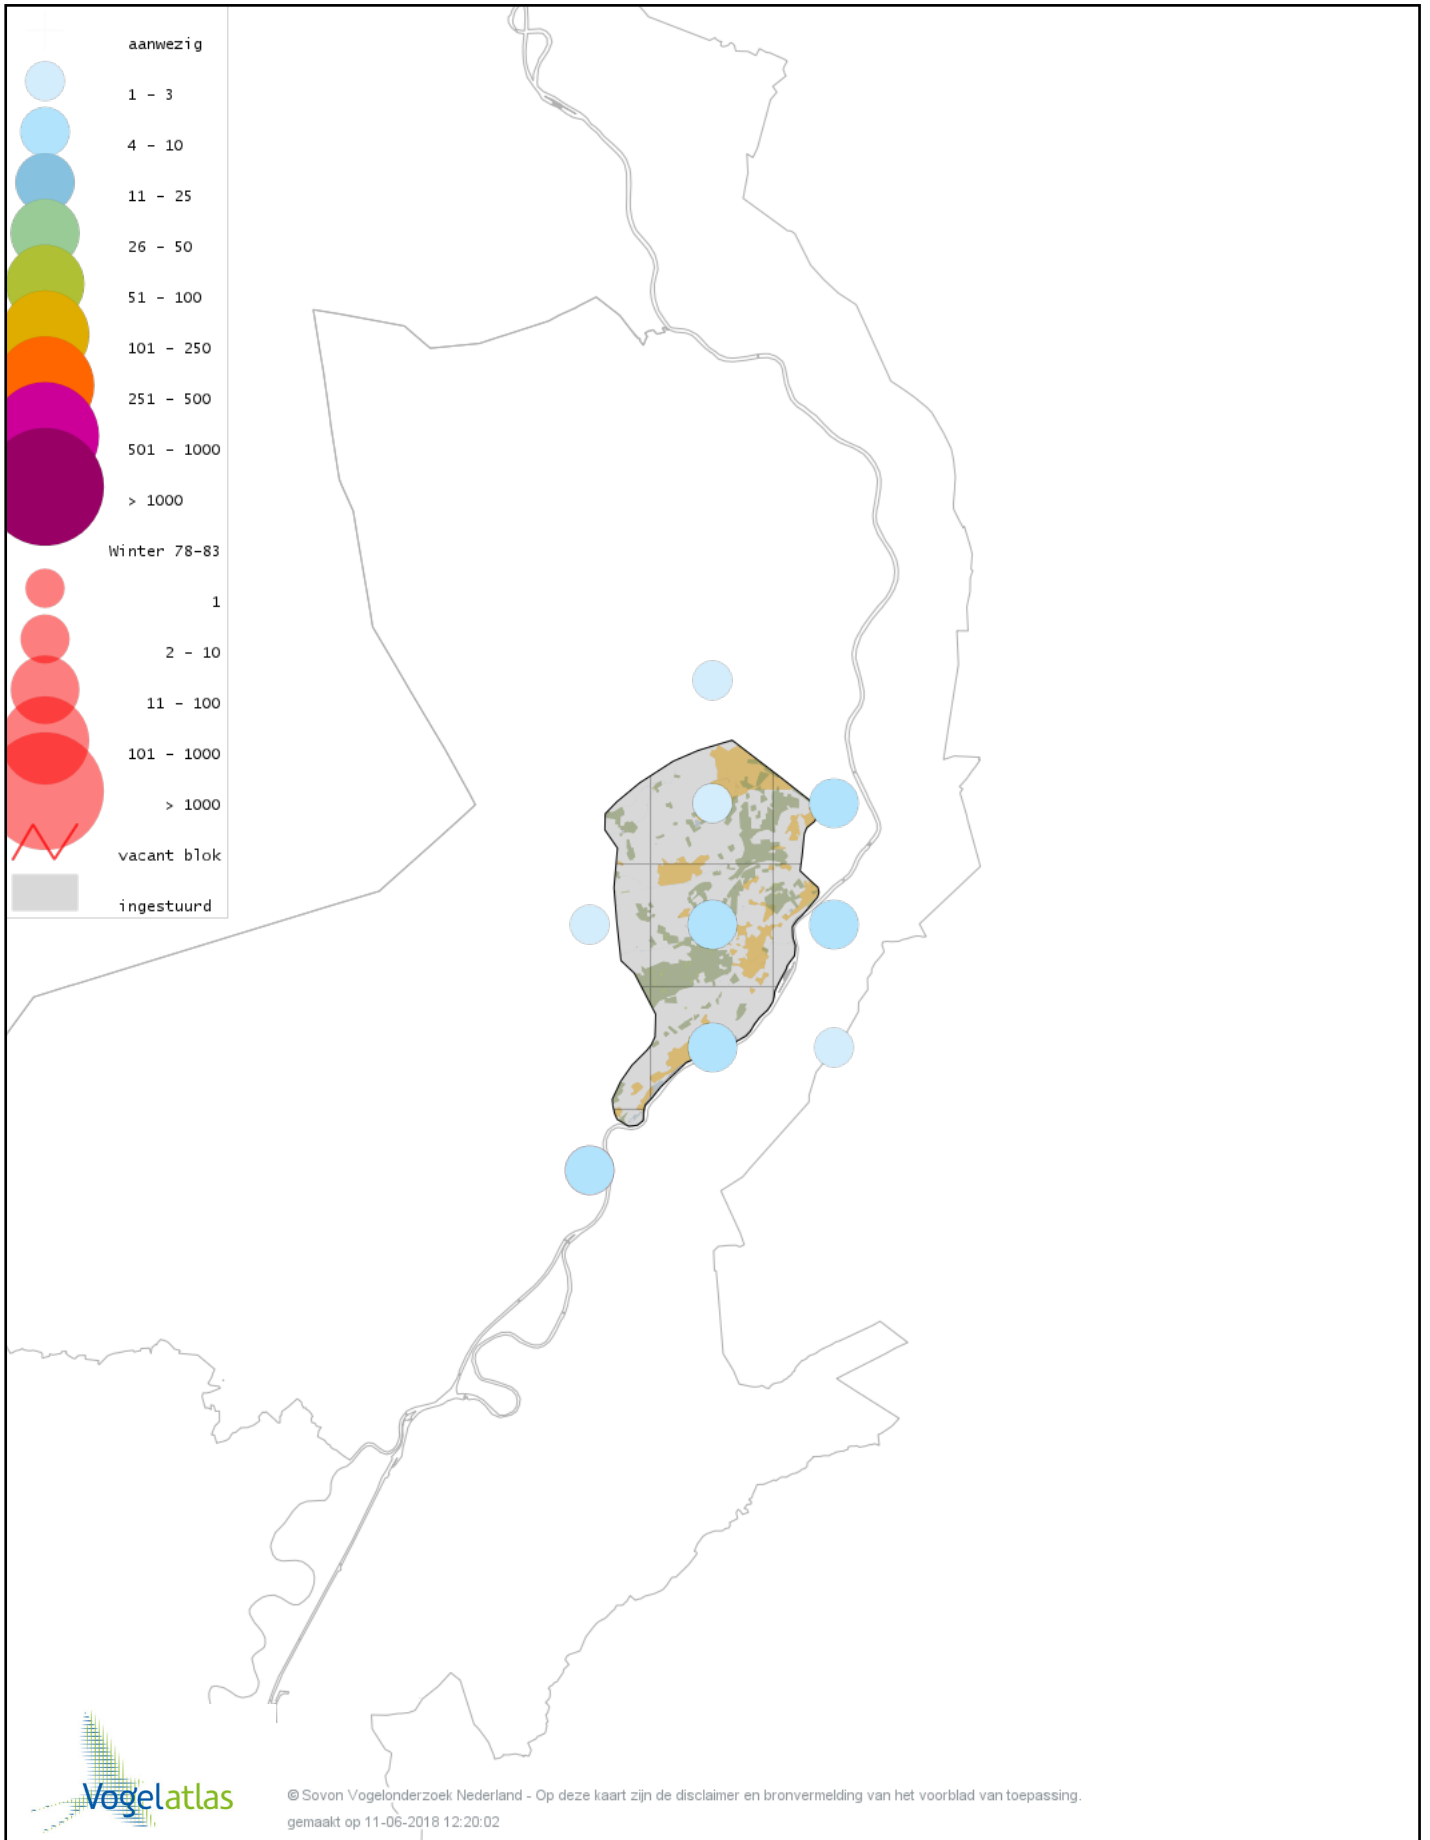 aanwezig
1 - 3
4 - 10
11 - 25
26 - 50
51 - 100
101 - 250
251 - 500
501 - 1000
> 1000
Winter 78-83
1
2 - 10
11 - 100
101 - 1000
> 1000
vacant blok
ingestuurd
Vogelatlas
© Sovon Vogelonderzoek Nederland - Op deze kaart zijn de disclaimer en bronvermelding van het voorblad van toepassing.
gemaakt op 11-06-2018 12:20:02